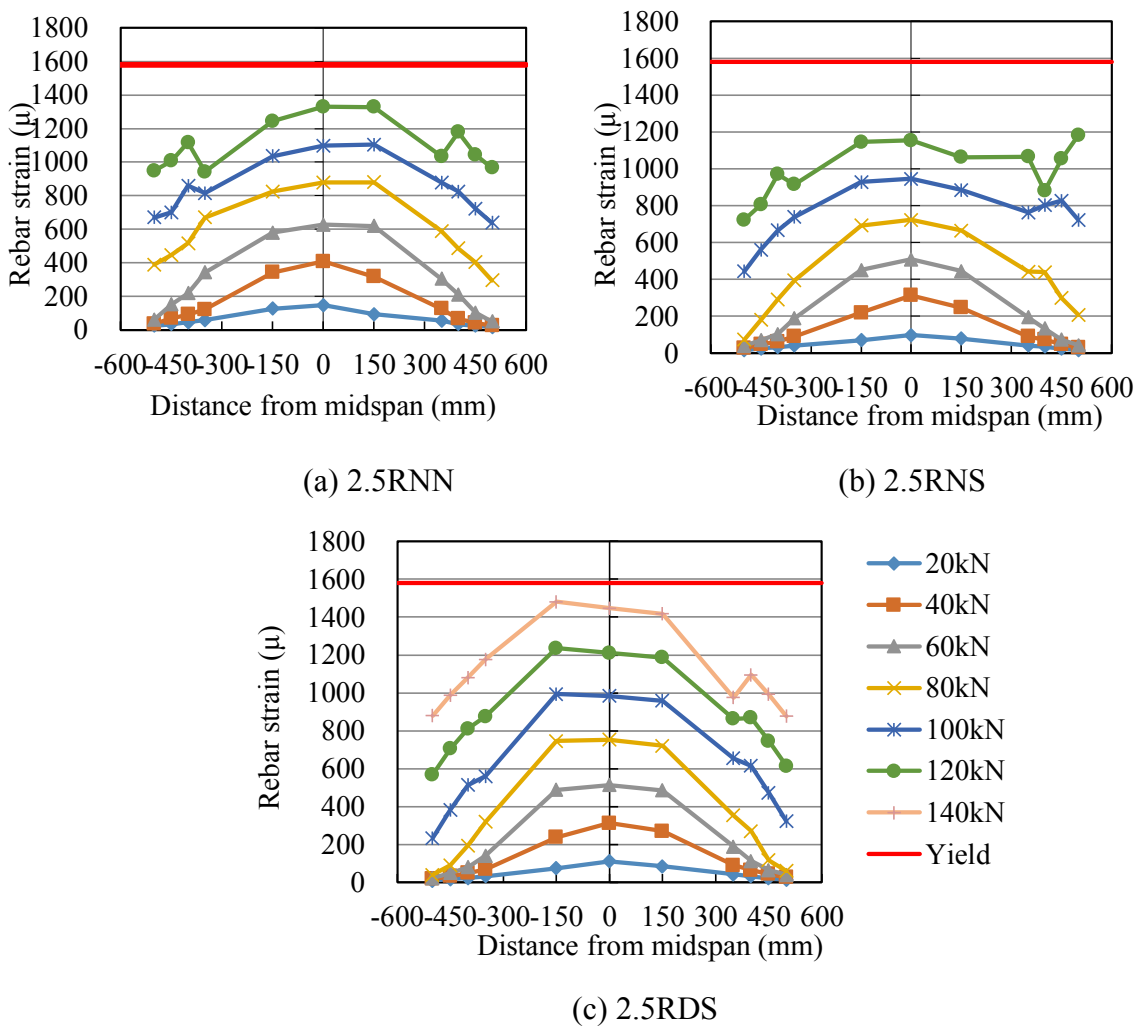 1800
1600
1400
1200
1000
800
600
400
200
0
Rebar strain (μ)
-600-450-300-150 0 150 300 450 600
Distance from midspan (mm)
(a) 2.5RNN
1800
1600
1400
1200
1000
800
600
400
200
0
Rebar strain (μ)
-600-450-300-150 0 150 300 450 600
Distance from midspan (mm)
(b) 2.5RNS
1800
1600
1400
1200
1000
800
600
400
200
0
Rebar strain (μ)
-600-450-300-150 0 150 300 450 600
Distance from midspan (mm)
(c) 2.5RDS
20kN
40kN
60kN
80kN
100kN
120kN
140kN
Yield